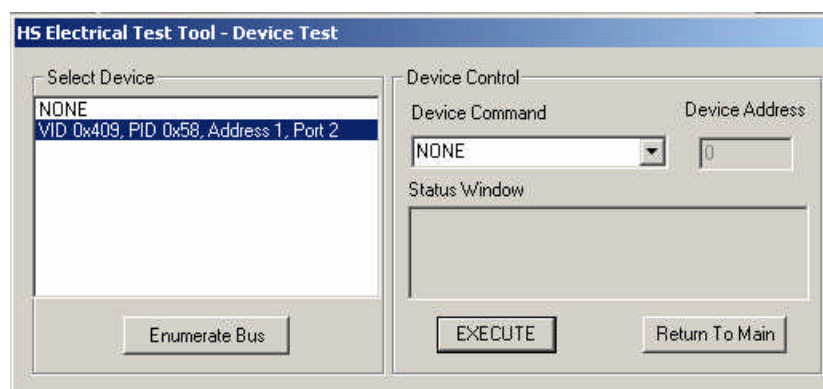 HS Electrical Test Tool - Device Test
Select Device
NONE
VID 0x409, PID 0x58, Address 1, Port 2
Enumerate Bus
Device Control
Device Command
Device Address
NONE
0
Status Window
EXECUTE
Return To Main